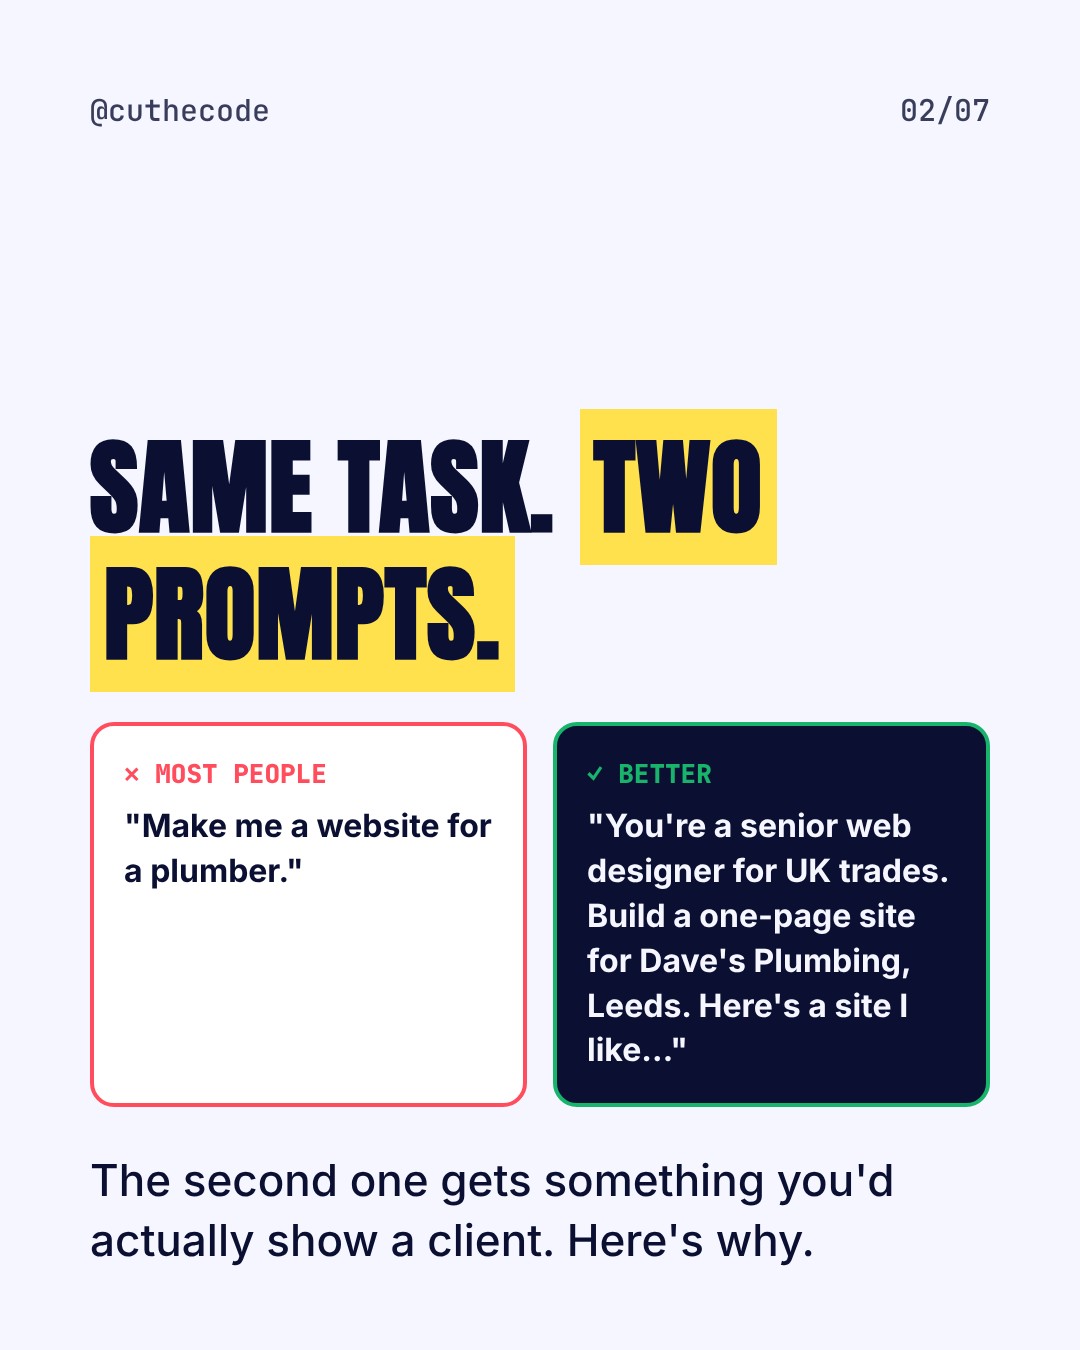 @cuthecode
02/07
SAME TASK. TWO
PROMPTS.
× MOST PEOPLE
"Make me a website for
a plumber."
✓ BETTER
"You're a senior web
designer for UK trades.
Build a one-page site
for Dave's Plumbing,
Leeds. Here's a site I
like…"
The second one gets something you'd
actually show a client. Here's why.